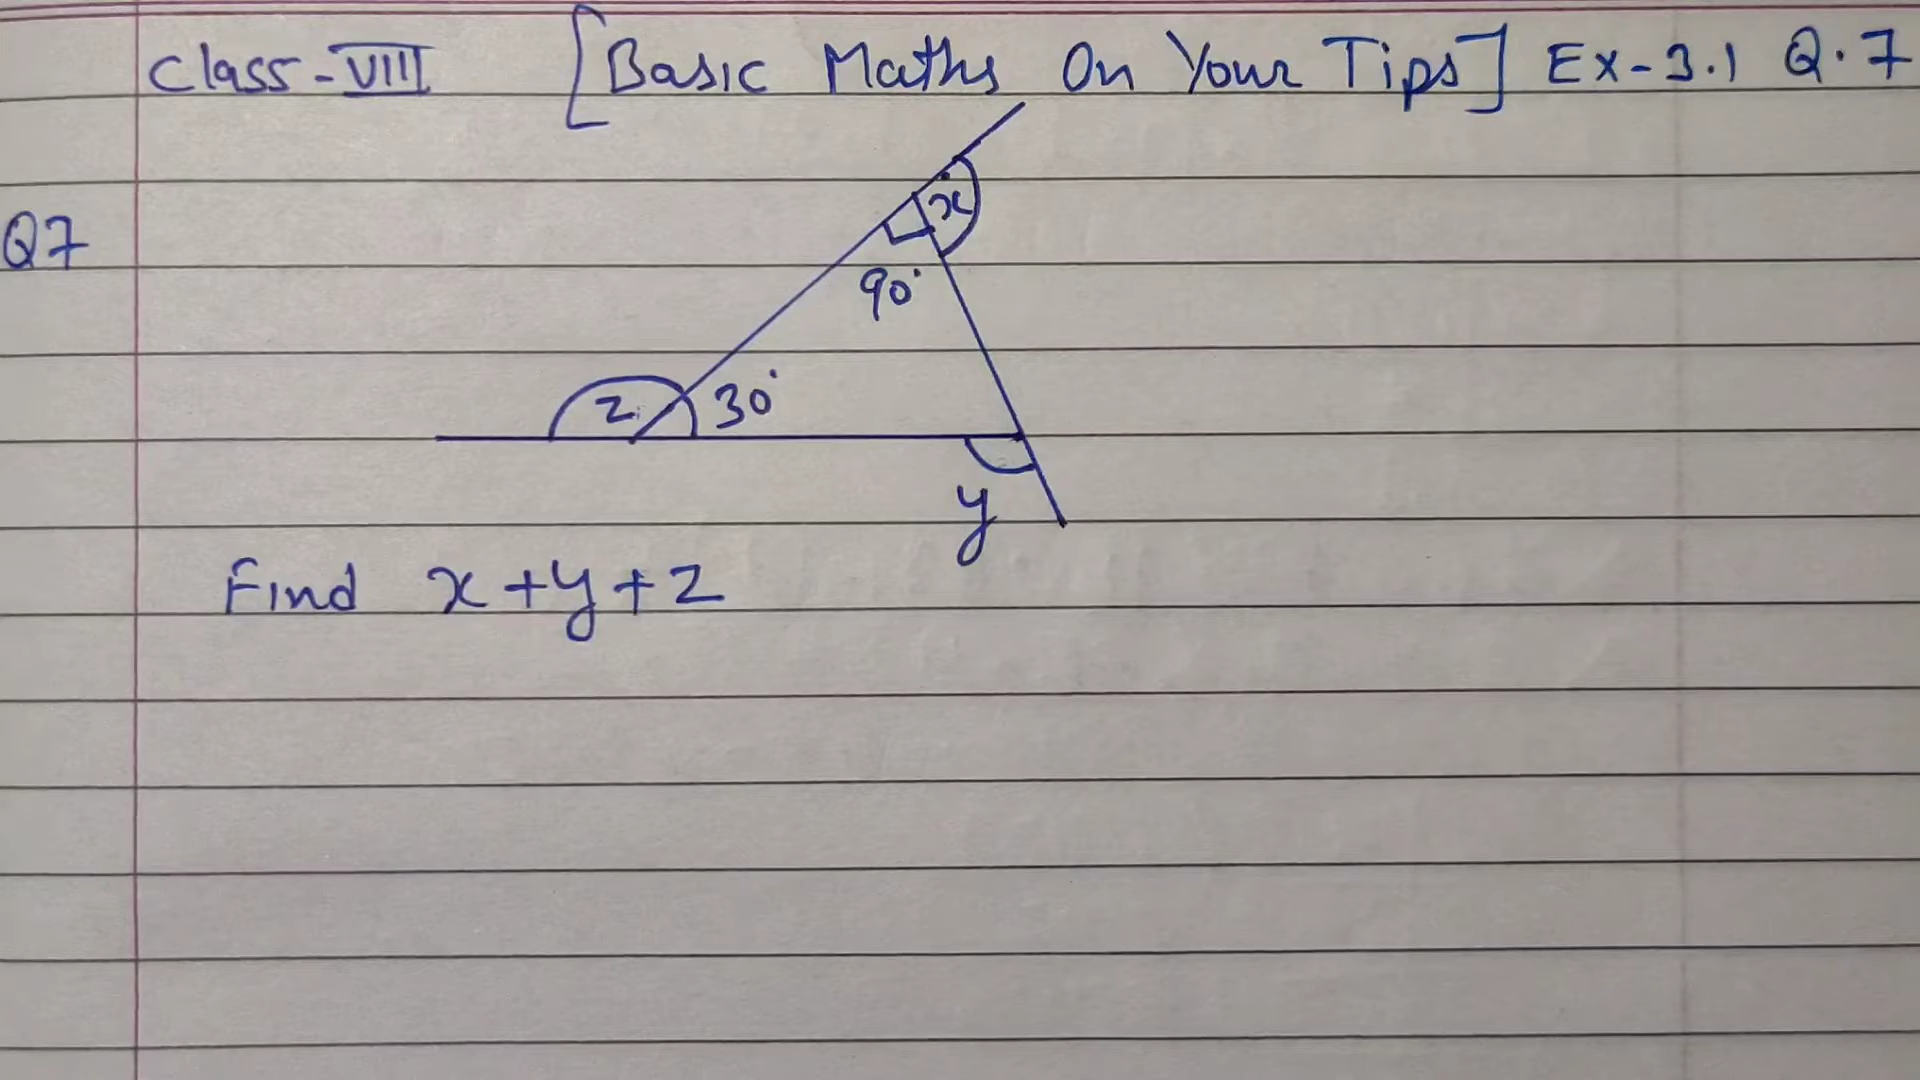 Class-VIII [Basic Maths On Your Tips] Ex-3.1 Q.7
Q7
x
90°
z 30°
y
Find x+y+z